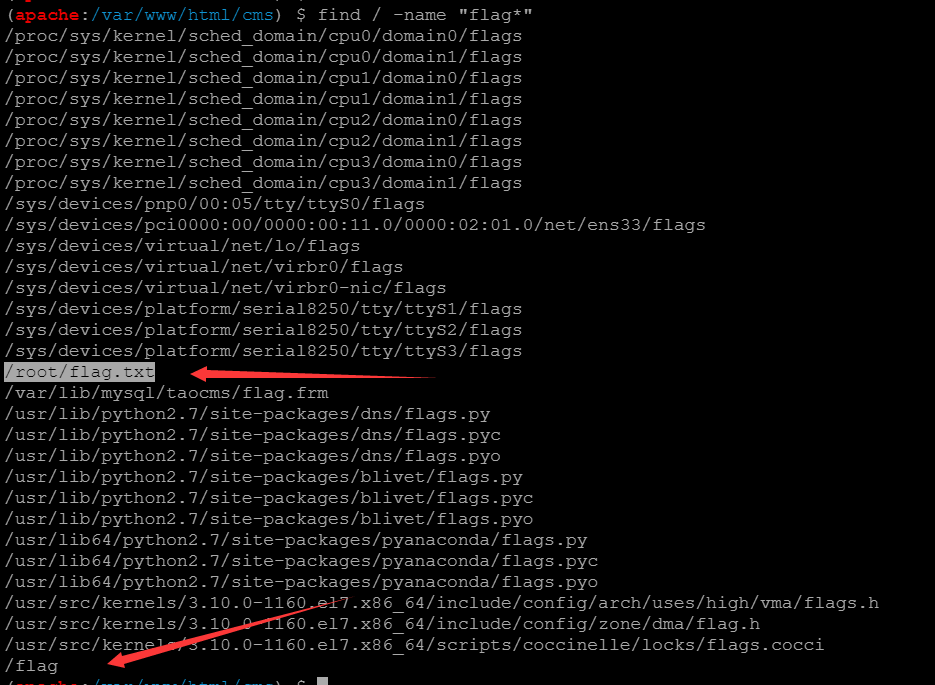 (apache:/var/www/html/cms) $ find / -name "flag*"
/proc/sys/kernel/sched_domain/cpu0/domain0/flags
/proc/sys/kernel/sched_domain/cpu0/domain1/flags
/proc/sys/kernel/sched_domain/cpu1/domain0/flags
/proc/sys/kernel/sched_domain/cpu1/domain1/flags
/proc/sys/kernel/sched_domain/cpu2/domain0/flags
/proc/sys/kernel/sched_domain/cpu2/domain1/flags
/proc/sys/kernel/sched_domain/cpu3/domain0/flags
/proc/sys/kernel/sched_domain/cpu3/domain1/flags
/sys/devices/pnp0/00:05/tty/ttyS0/flags
/sys/devices/pci0000:00/0000:00:11.0/0000:02:01.0/net/ens33/flags
/sys/devices/virtual/net/lo/flags
/sys/devices/virtual/net/virbr0/flags
/sys/devices/virtual/net/virbr0-nic/flags
/sys/devices/platform/serial8250/tty/ttyS1/flags
/sys/devices/platform/serial8250/tty/ttyS2/flags
/sys/devices/platform/serial8250/tty/ttyS3/flags
/root/flag.txt
/var/lib/mysql/taocms/flag.frm
/usr/lib/python2.7/site-packages/dns/flags.py
/usr/lib/python2.7/site-packages/dns/flags.pyc
/usr/lib/python2.7/site-packages/dns/flags.pyo
/usr/lib/python2.7/site-packages/blivet/flags.py
/usr/lib/python2.7/site-packages/blivet/flags.pyc
/usr/lib/python2.7/site-packages/blivet/flags.pyo
/usr/lib64/python2.7/site-packages/pyanaconda/flags.py
/usr/lib64/python2.7/site-packages/pyanaconda/flags.pyc
/usr/lib64/python2.7/site-packages/pyanaconda/flags.pyo
/usr/src/kernels/3.10.0-1160.el7.x86_64/include/config/arch/uses/high/vma/flags.h
/usr/src/kernels/3.10.0-1160.el7.x86_64/include/config/zone/dma/flag.h
/usr/src/kernels/3.10.0-1160.el7.x86_64/scripts/coccinelle/locks/flags.cocci
/flag
(apache:/var/www/html/cms) $